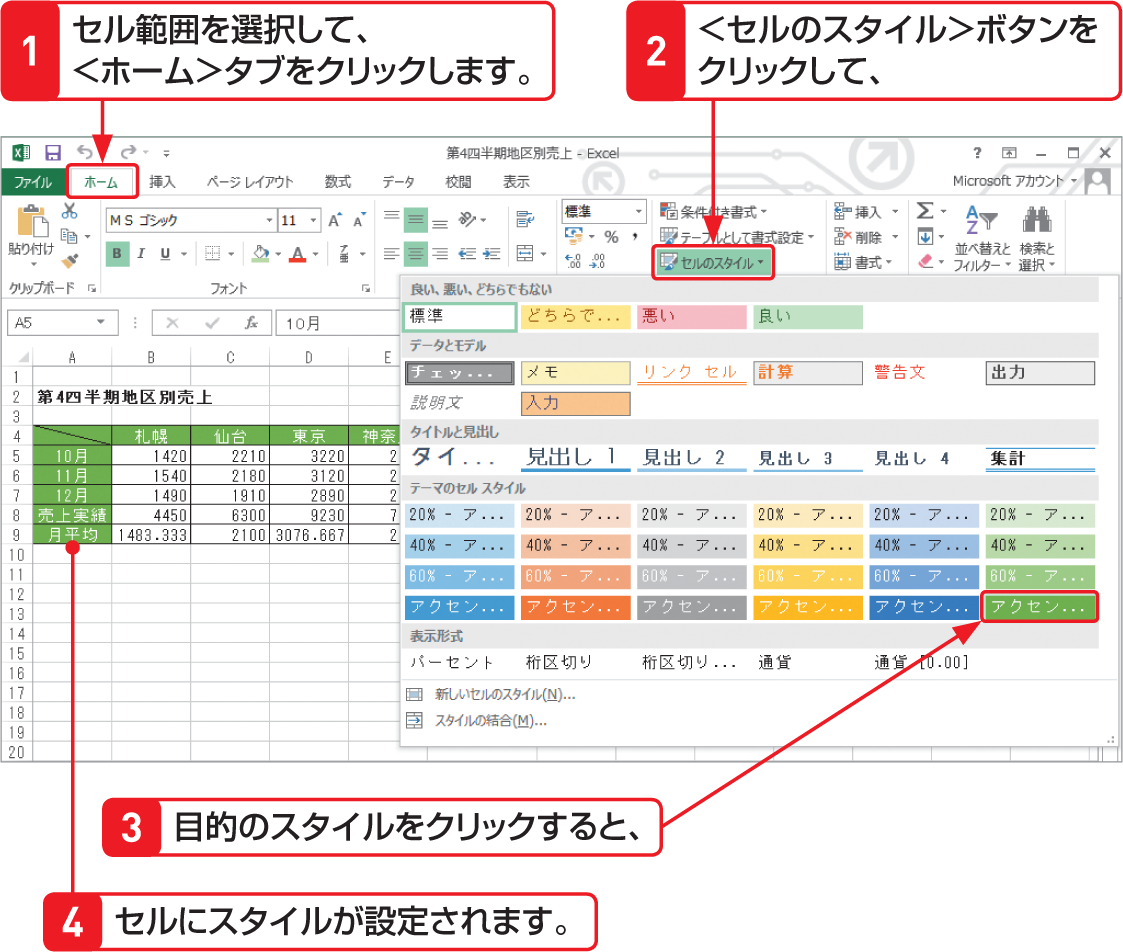 1
セル範囲を選択して、
<ホーム>タブをクリックします。
2
<セルのスタイル>ボタンを
クリックして、
第4四半期地区別売上 - Excel
?
ファイル
ホーム
挿入
ページ レイアウト
数式
データ
校閲
表示
Microsoft アカウント
貼り付け
クリップボード
ＭＳ ゴシック
11
B I U
フォント
標準
%
条件付き書式
テーブルとして書式設定
セルのスタイル
挿入
削除
書式
並べ替えと
フィルター
検索と
選択
A5
fx
10月
A B C D E
1
2 第4四半期地区別売上
3
4 札幌 仙台 東京 神奈
5 10月 1420 2210 3220 2
6 11月 1540 2180 3120 2
7 12月 1490 1910 2890 2
8 売上実績 4450 6300 9230 7
9 月平均 1483.333 2100 3076.667 2
10
11
12
13
14
15
16
17
18
19
20
良い、悪い、どちらでもない
標準 どちらで... 悪い 良い
データとモデル
チェッ... メモ リンク セル 計算 警告文 出力
説明文 入力
タイトルと見出し
タイ... 見出し 1 見出し 2 見出し 3 見出し 4 集計
テーマのセル スタイル
20% - ア... 20% - ア... 20% - ア... 20% - ア... 20% - ア... 20% - ア...
40% - ア... 40% - ア... 40% - ア... 40% - ア... 40% - ア... 40% - ア...
60% - ア... 60% - ア... 60% - ア... 60% - ア... 60% - ア... 60% - ア...
アクセン... アクセン... アクセン... アクセン... アクセン... アクセン...
表示形式
パーセント 桁区切り 桁区切り... 通貨 通貨 [0.00]
新しいセルのスタイル(N)...
スタイルの結合(M)...
3
目的のスタイルをクリックすると、
4
セルにスタイルが設定されます。